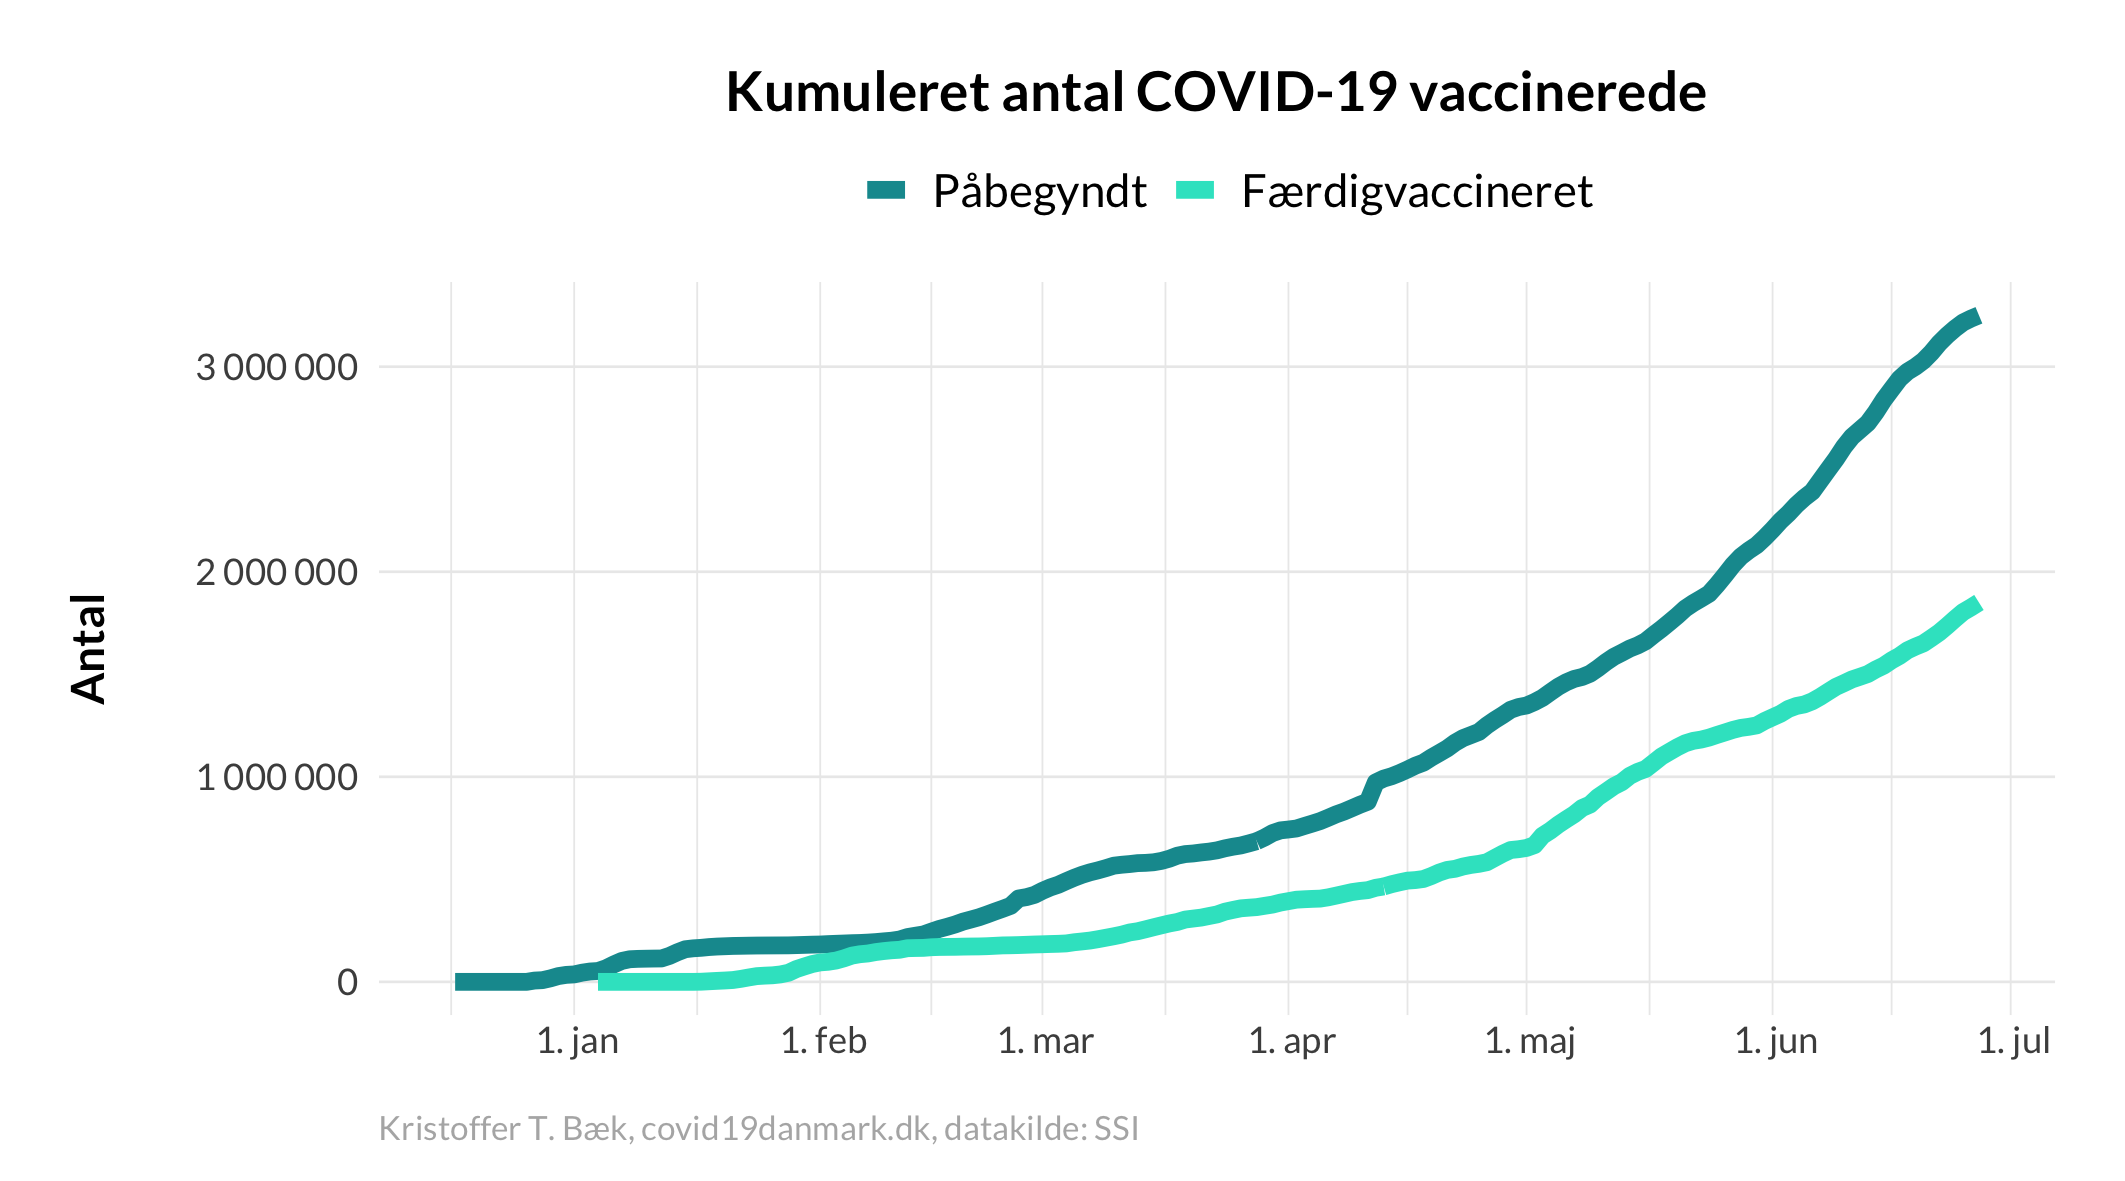 Kumuleret antal COVID-19 vaccinerede
Påbegyndt Færdigvaccineret
Antal
3 000 000
2 000 000
1 000 000
0
1. jan 1. feb 1. mar 1. apr 1. maj 1. jun 1. jul
Kristoffer T. Bæk, covid19danmark.dk, datakilde: SSI